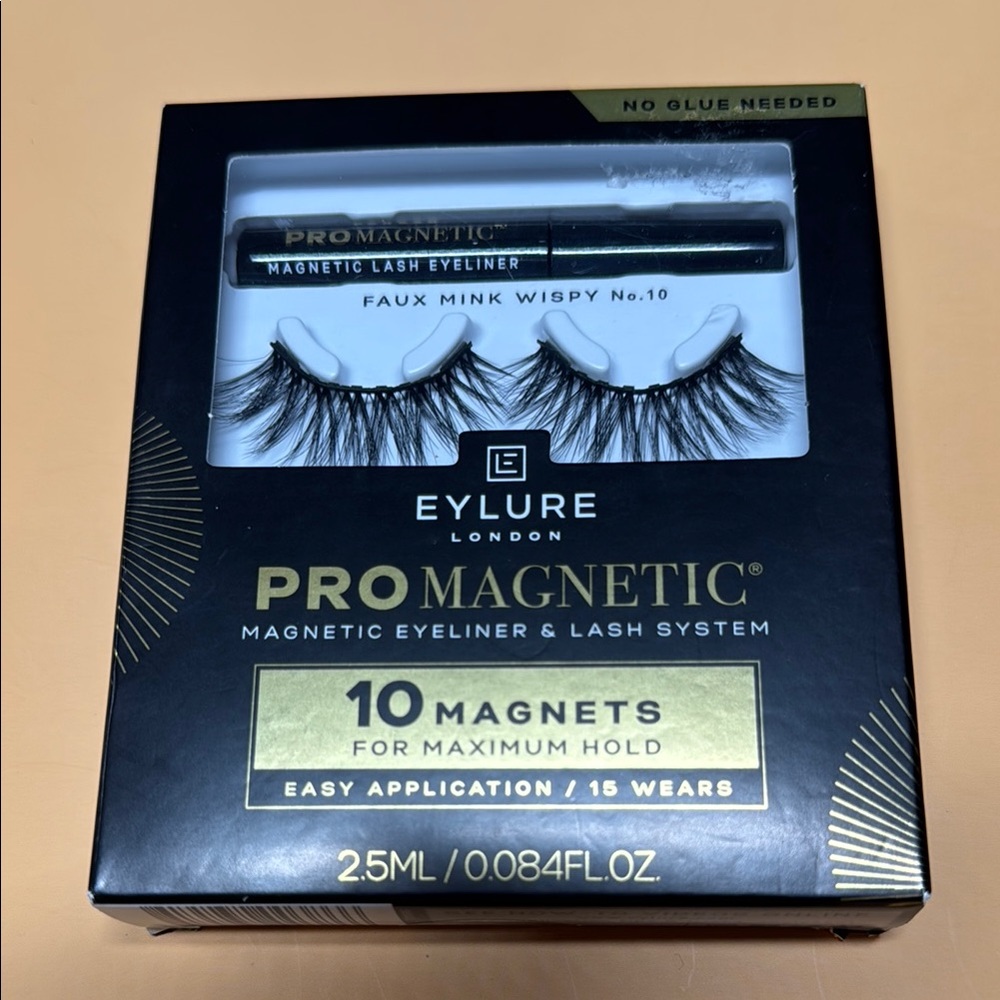 NO GLUE NEEDED
PRO MAGNETIC™
MAGNETIC LASH EYELINER
FAUX MINK WISPY No.10
EYLURE
LONDON
PRO MAGNETIC®
MAGNETIC EYELINER & LASH SYSTEM
10 MAGNETS
FOR MAXIMUM HOLD
EASY APPLICATION / 15 WEARS
2.5ML / 0.084FL.OZ.